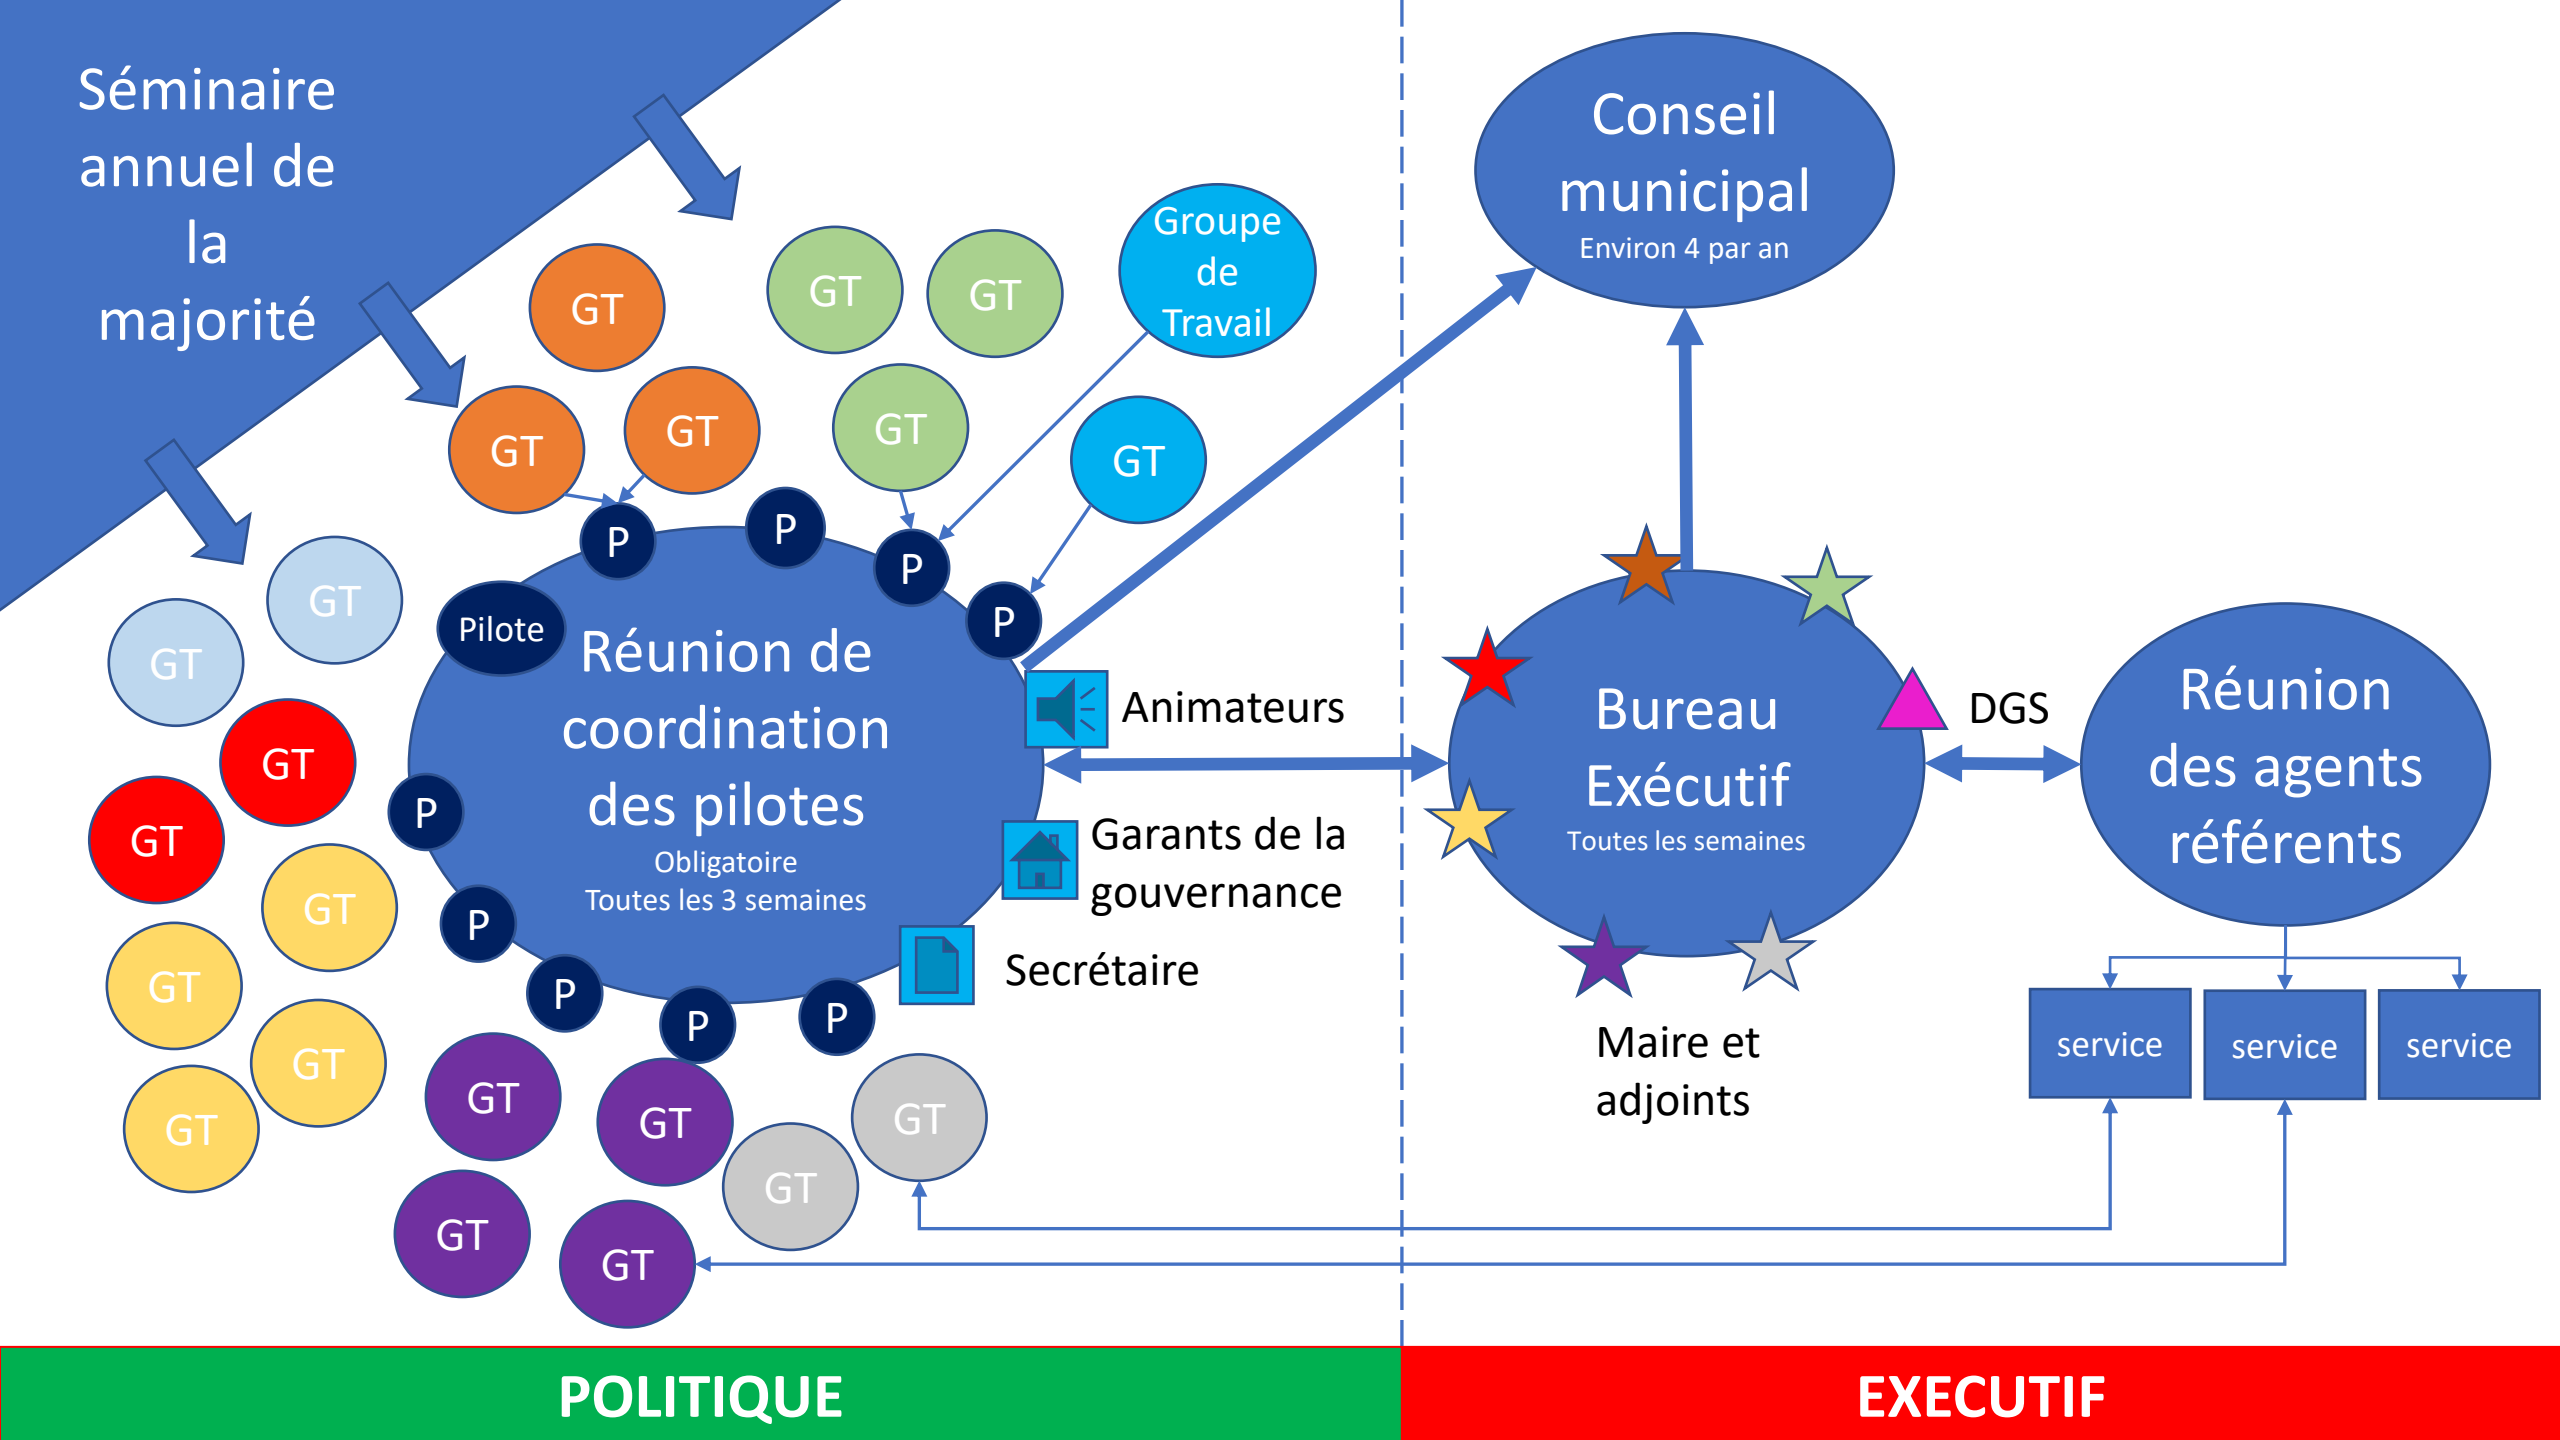 Séminaire
annuel de
la
majorité
Conseil
municipal
Environ 4 par an
Groupe
de
Travail
GT
GT
GT
GT
GT
GT
GT
P
P
P
P
Pilote
GT
GT
GT
GT
GT
GT
GT
GT
Réunion de
coordination
des pilotes
Obligatoire
Toutes les 3 semaines
P
P
P
P
P
Animateurs
Garants de la
gouvernance
Secrétaire
GT
GT
GT
GT
GT
GT
Bureau
Exécutif
Toutes les semaines
DGS
Maire et
adjoints
Réunion
des agents
référents
service
service
service
POLITIQUE
EXECUTIF